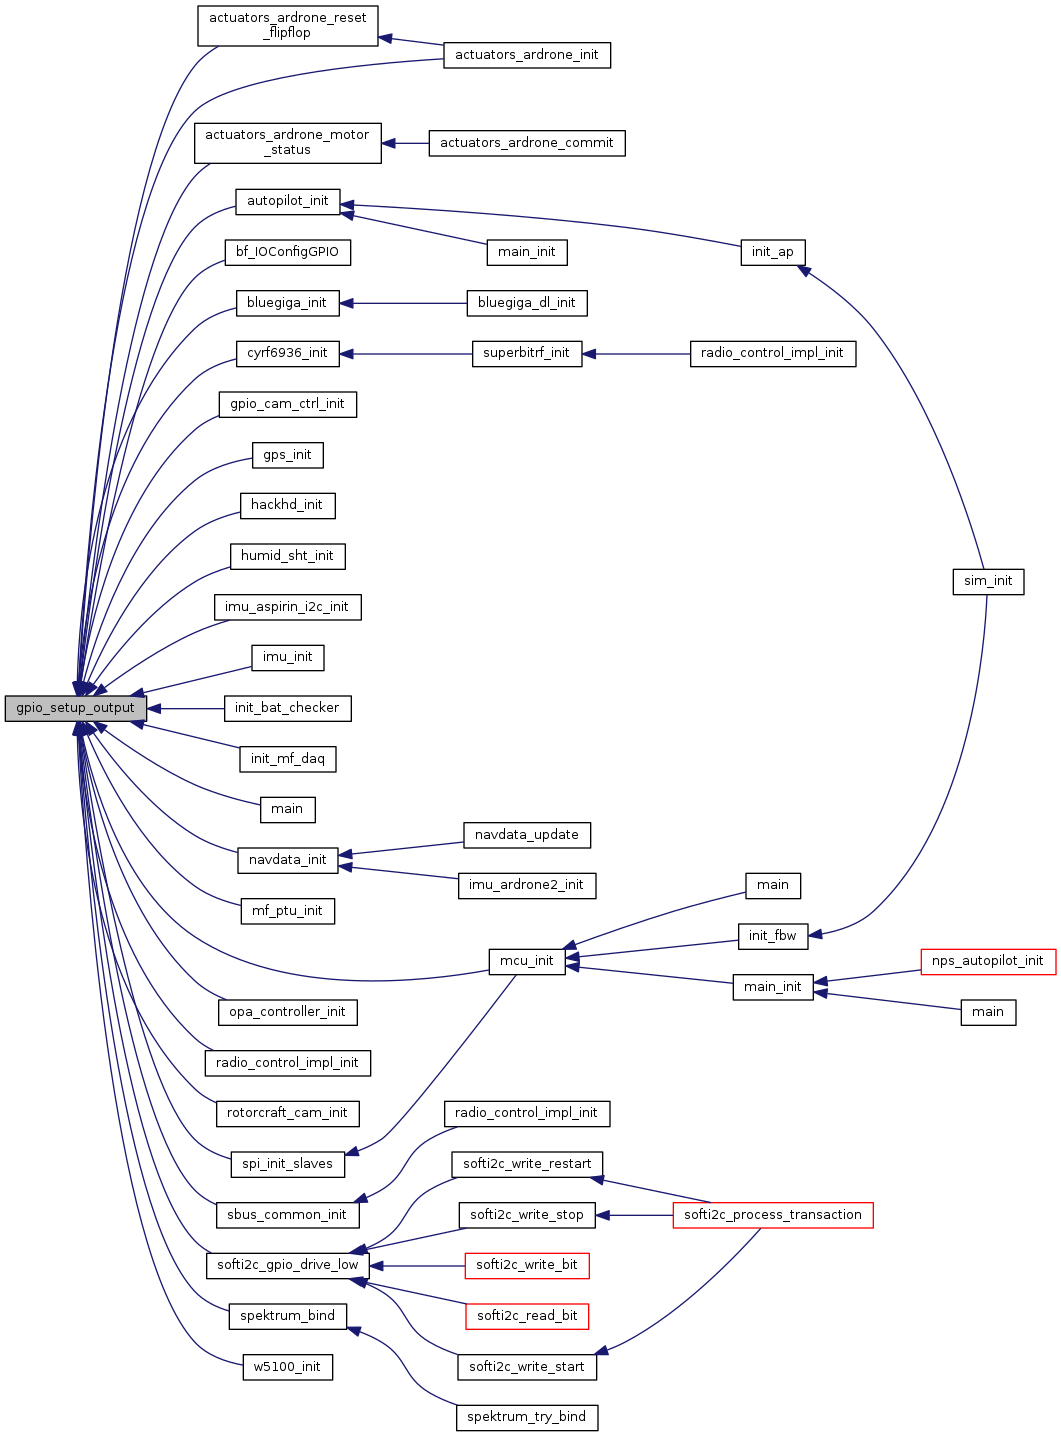 actuators_ardrone_reset
_flipflop
actuators_ardrone_init
actuators_ardrone_motor
_status
actuators_ardrone_commit
autopilot_init
init_ap
main_init
bf_IOConfigGPIO
bluegiga_init
bluegiga_dl_init
cyrf6936_init
superbitrf_init
radio_control_impl_init
gpio_cam_ctrl_init
gps_init
hackhd_init
humid_sht_init
sim_init
imu_aspirin_i2c_init
imu_init
gpio_setup_output
init_bat_checker
init_mf_daq
main
navdata_init
navdata_update
imu_ardrone2_init
main
mf_ptu_init
init_fbw
mcu_init
nps_autopilot_init
main_init
main
opa_controller_init
radio_control_impl_init
rotorcraft_cam_init
radio_control_impl_init
spi_init_slaves
softi2c_write_restart
sbus_common_init
softi2c_write_stop
softi2c_process_transaction
softi2c_gpio_drive_low
softi2c_write_bit
spektrum_bind
softi2c_read_bit
w5100_init
softi2c_write_start
spektrum_try_bind